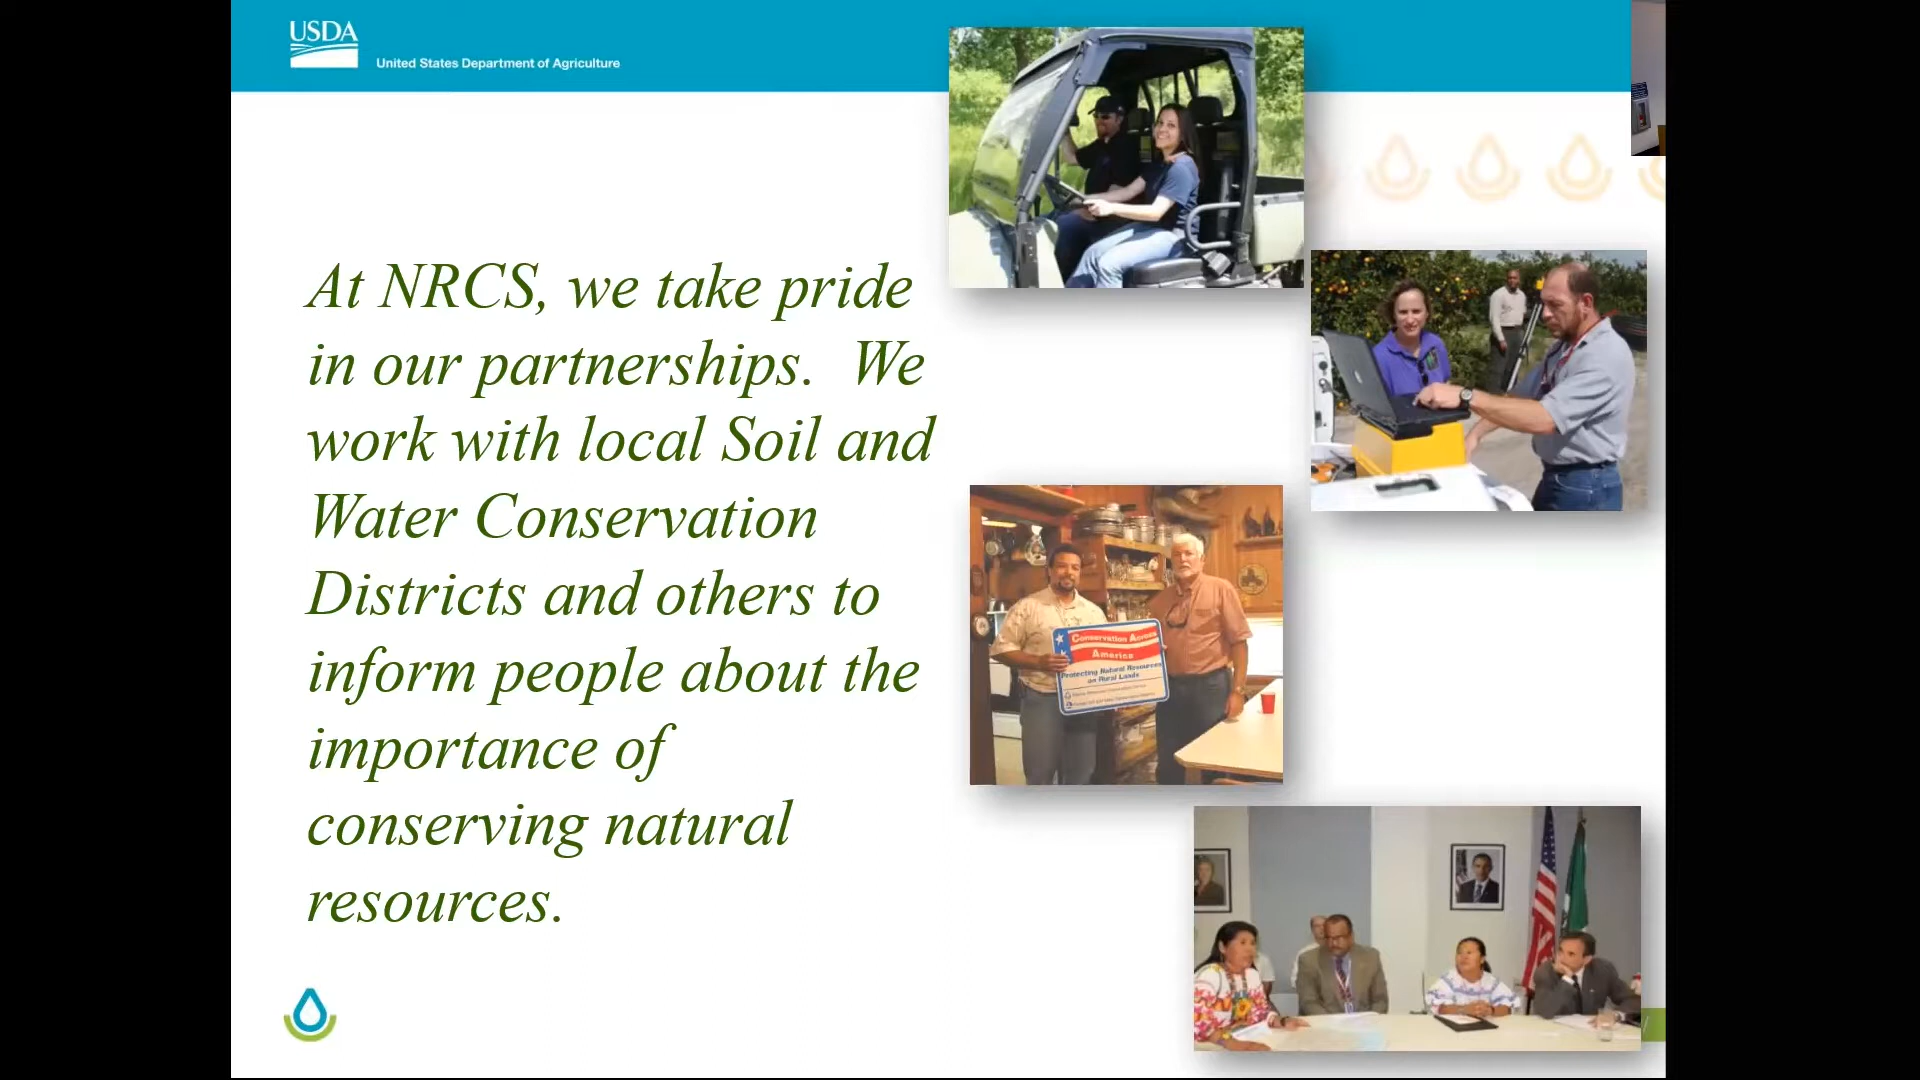 USDA
United States Department of Agriculture
At NRCS, we take pride
in our partnerships.  We
work with local Soil and
Water Conservation
Districts and others to
inform people about the
importance of
conserving natural
resources.
Conservation Across
America
Protecting Natural Resources
on Rural Lands